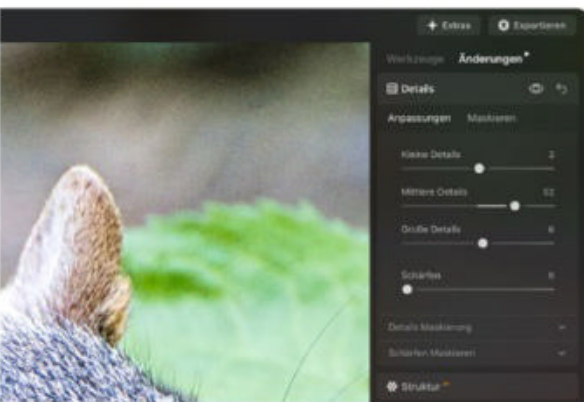 Extras Exportieren
Werkzeuge Änderungen
Details
Anpassungen Maskieren
Kleine Details 2
Mittlere Details 52
Große Details 6
Schärfen 0
Details Maskierung
Schärfen Maskieren
Struktur